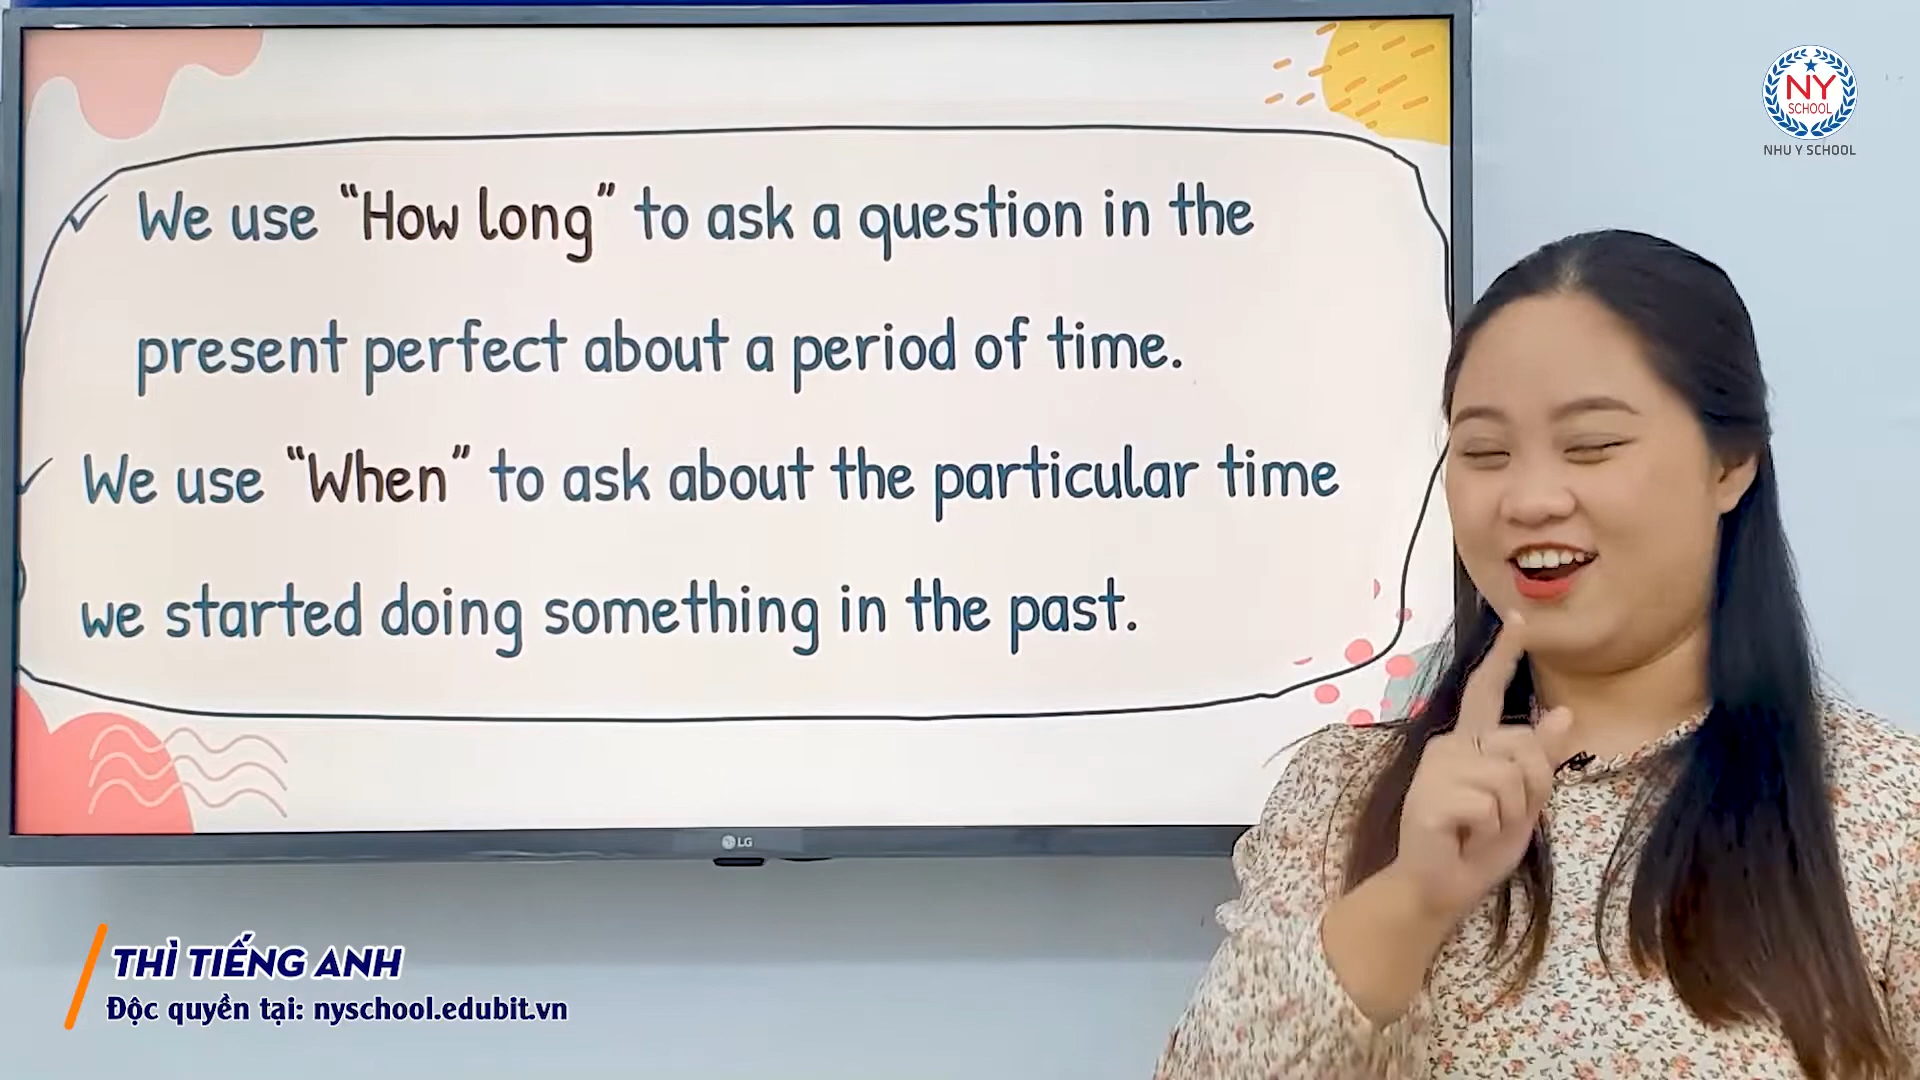 NY
SCHOOL
NHU Y SCHOOL
We use “How long” to ask a question in the
present perfect about a period of time.
We use “When” to ask about the particular time
we started doing something in the past.
LG
THÌ TIẾNG ANH
Độc quyền tại: nyschool.edubit.vn